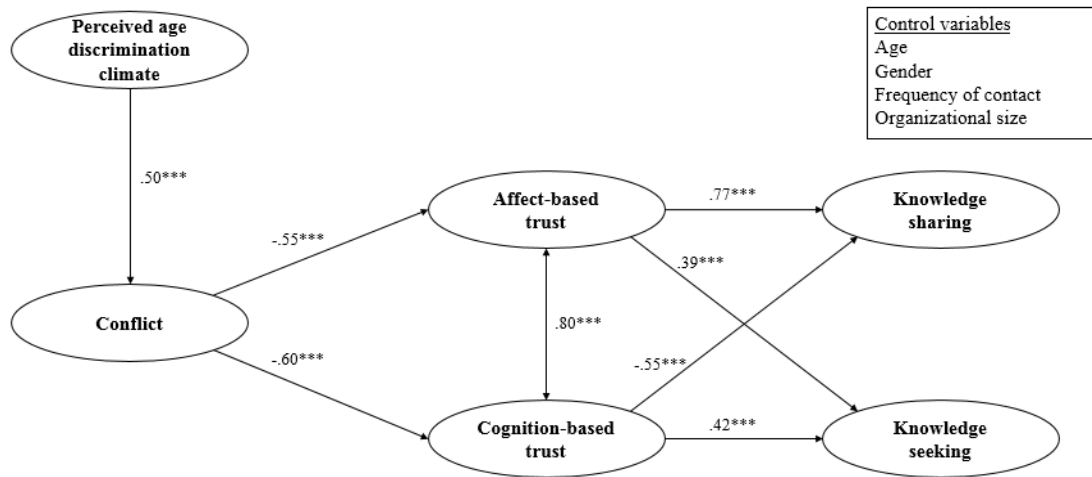 Perceived age
discrimination
climate
Control variables
Age
Gender
Frequency of contact
Organizational size
.50***
Affect-based
trust
.77***
Knowledge
sharing
-.55***
.39***
Conflict
.80***
-.60***
-.55***
Cognition-based
trust
.42***
Knowledge
seeking